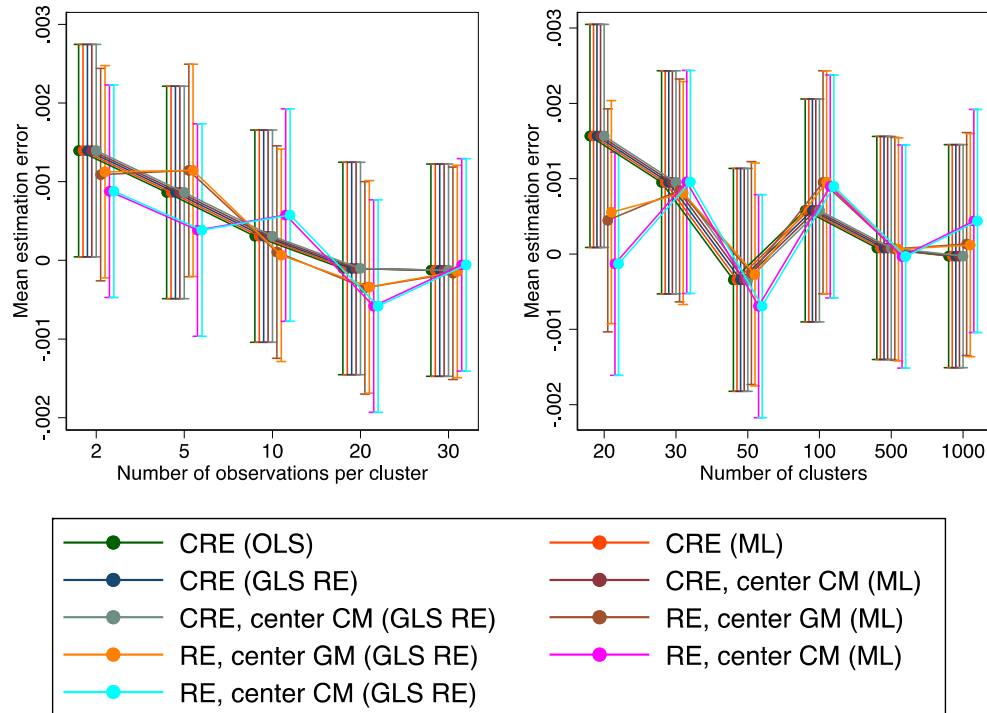 Mean estimation error
.003
.002
.001
0
-.001
-.002
2 5 10 20 30
Number of observations per cluster
Mean estimation error
.003
.002
.001
0
-.001
-.002
20 30 50 100 500 1000
Number of clusters
CRE (OLS)
CRE (ML)
CRE (GLS RE)
CRE, center CM (ML)
CRE, center CM (GLS RE)
RE, center GM (ML)
RE, center GM (GLS RE)
RE, center CM (ML)
RE, center CM (GLS RE)